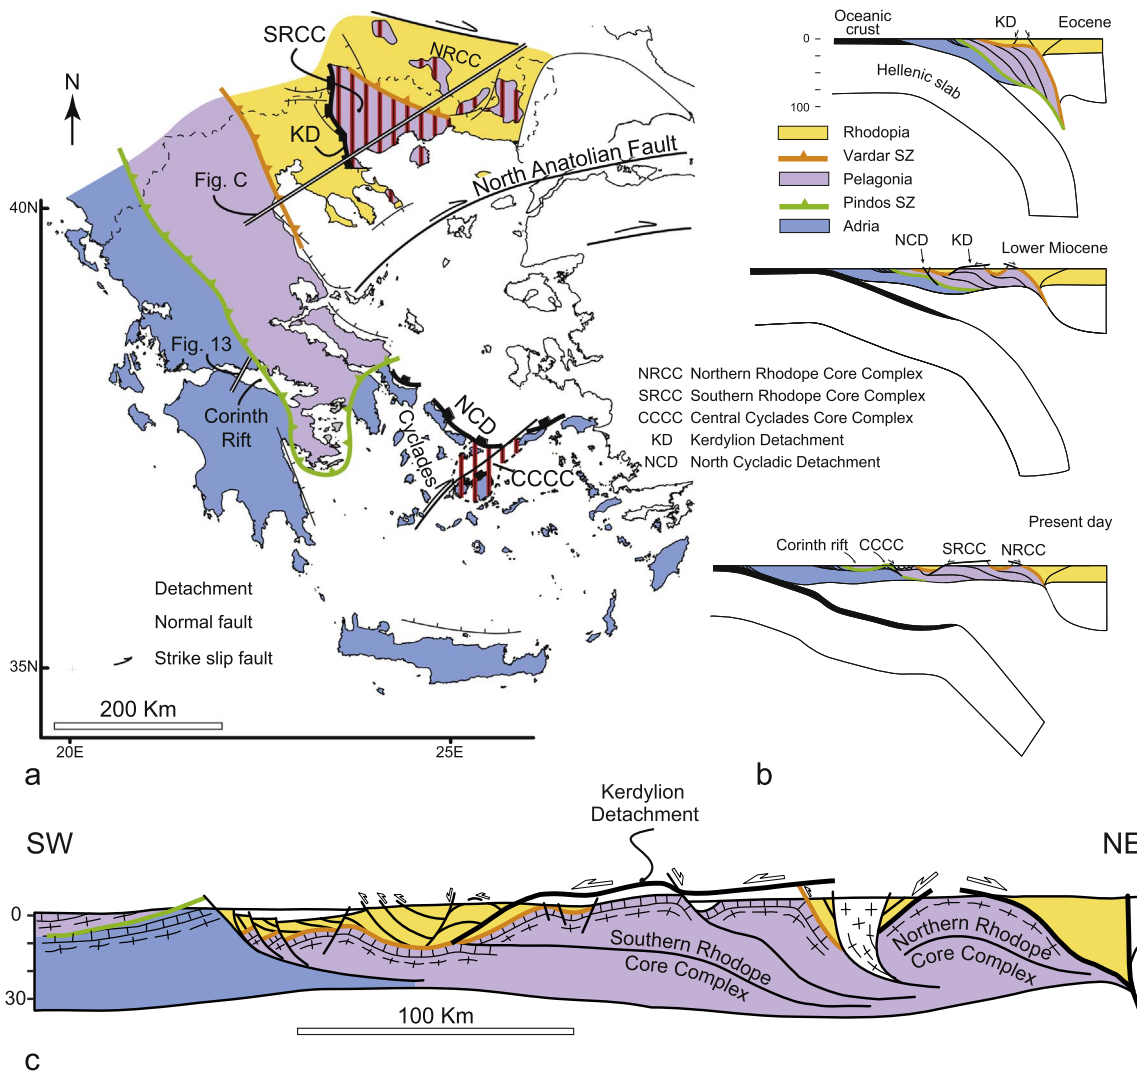 SRCC
NRCC
N
KD
North Anatolian Fault
Fig. C
40N
Fig. 13
Corinth
Rift
NCD
Cyclades
CCCC
Detachment
Normal fault
Strike slip fault
35N
200 Km
20E
25E
a
Oceanic
crust
KD
Eocene
0
Hellenic slab
100
Rhodopia
Vardar SZ
Pelagonia
Pindos SZ
Adria
NCD
KD
Lower Miocene
NRCC Northern Rhodope Core Complex
SRCC Southern Rhodope Core Complex
CCCC Central Cyclades Core Complex
KD Kerdylion Detachment
NCD North Cycladic Detachment
Present day
Corinth rift
CCCC
SRCC
NRCC
b
Kerdylion
Detachment
SW
NE
0
Southern Rhodope
Core Complex
Northern Rhodope
Core Complex
30
100 Km
c